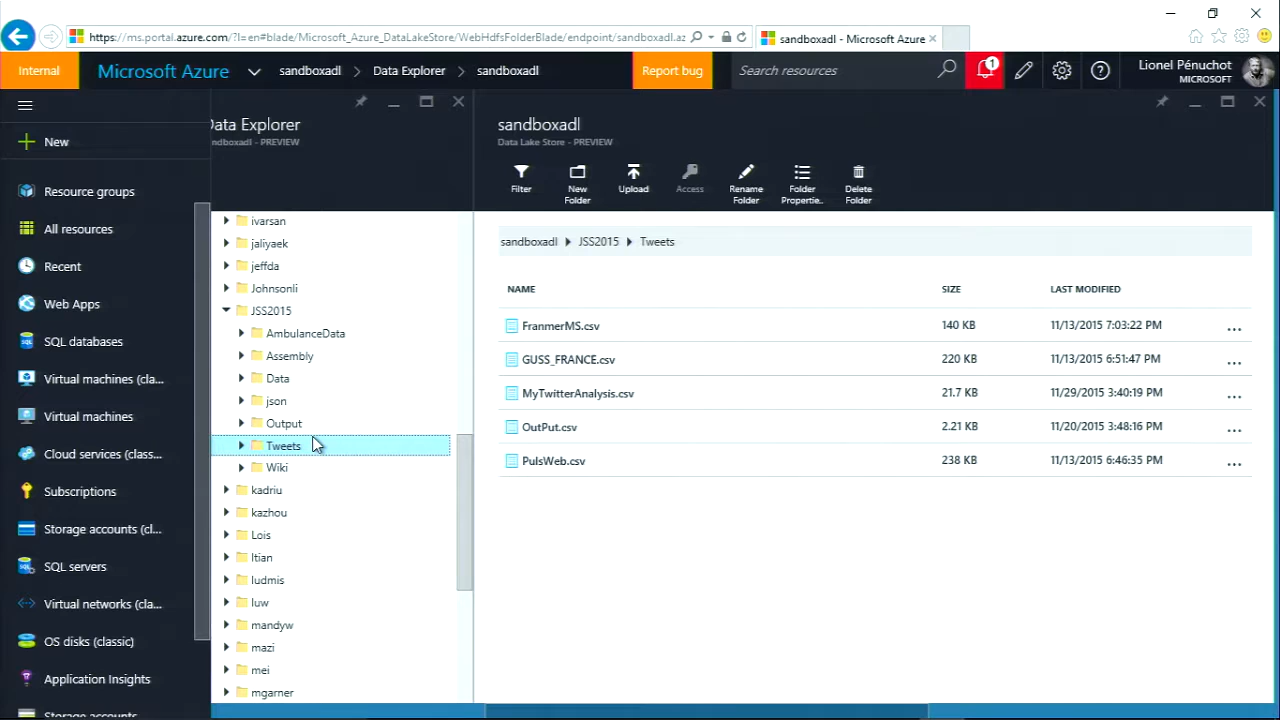 https://ms.portal.azure.com/?l=en#blade/Microsoft_Azure_DataLakeStore/WebHdfsFolderBlade/endpoint/sandboxadl.az
sandboxadl - Microsoft Azure
Internal
Microsoft Azure
sandboxadl
Data Explorer
sandboxadl
Report bug
Search resources
1
Lionel Pénuchot
MICROSOFT
New
Resource groups
All resources
Recent
Web Apps
SQL databases
Virtual machines (cla...
Virtual machines
Cloud services (class...
Subscriptions
Storage accounts (cl...
SQL servers
Virtual networks (cla...
OS disks (classic)
Application Insights
Storage accounts
Data Explorer
ndboxadl - PREVIEW
ivarsan
jaliyaek
jeffda
Johnsonli
JSS2015
AmbulanceData
Assembly
Data
json
Output
Tweets
Wiki
kadriu
kazhou
Lois
ltian
ludmis
luw
mandyw
mazi
mei
mgarner
sandboxadl
Data Lake Store - PREVIEW
Filter
New Folder
Upload
Access
Rename Folder
Folder Propertie..
Delete Folder
sandboxadl JSS2015 Tweets
NAME SIZE LAST MODIFIED
FranmerMS.csv 140 KB 11/13/2015 7:03:22 PM ...
GUSS_FRANCE.csv 220 KB 11/13/2015 6:51:47 PM ...
MyTwitterAnalysis.csv 21.7 KB 11/29/2015 3:40:19 PM ...
OutPut.csv 2.21 KB 11/20/2015 3:48:16 PM ...
PulsWeb.csv 238 KB 11/13/2015 6:46:35 PM ...